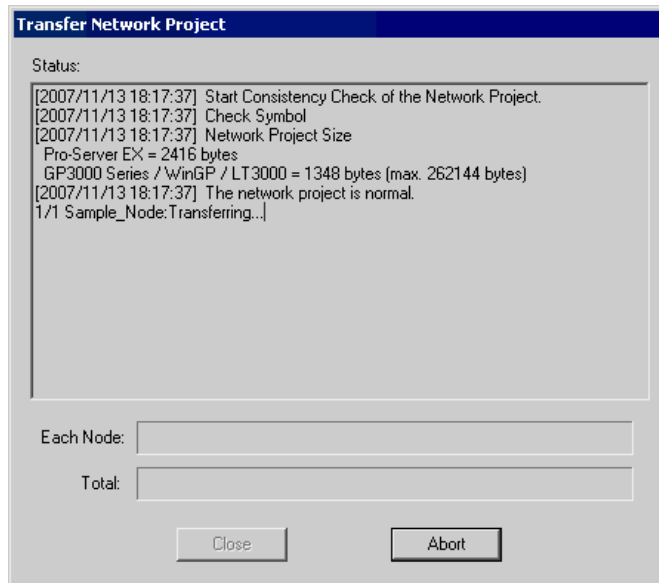 Transfer Network Project
Status:
[2007/11/13 18:17:37] Start Consistency Check of the Network Project.
[2007/11/13 18:17:37] Check Symbol
[2007/11/13 18:17:37] Network Project Size
Pro-Server EX = 2416 bytes
GP3000 Series / WinGP / LT3000 = 1348 bytes (max. 262144 bytes)
[2007/11/13 18:17:37] The network project is normal.
1/1 Sample_Node:Transferring...
Each Node:
Total:
Close Abort